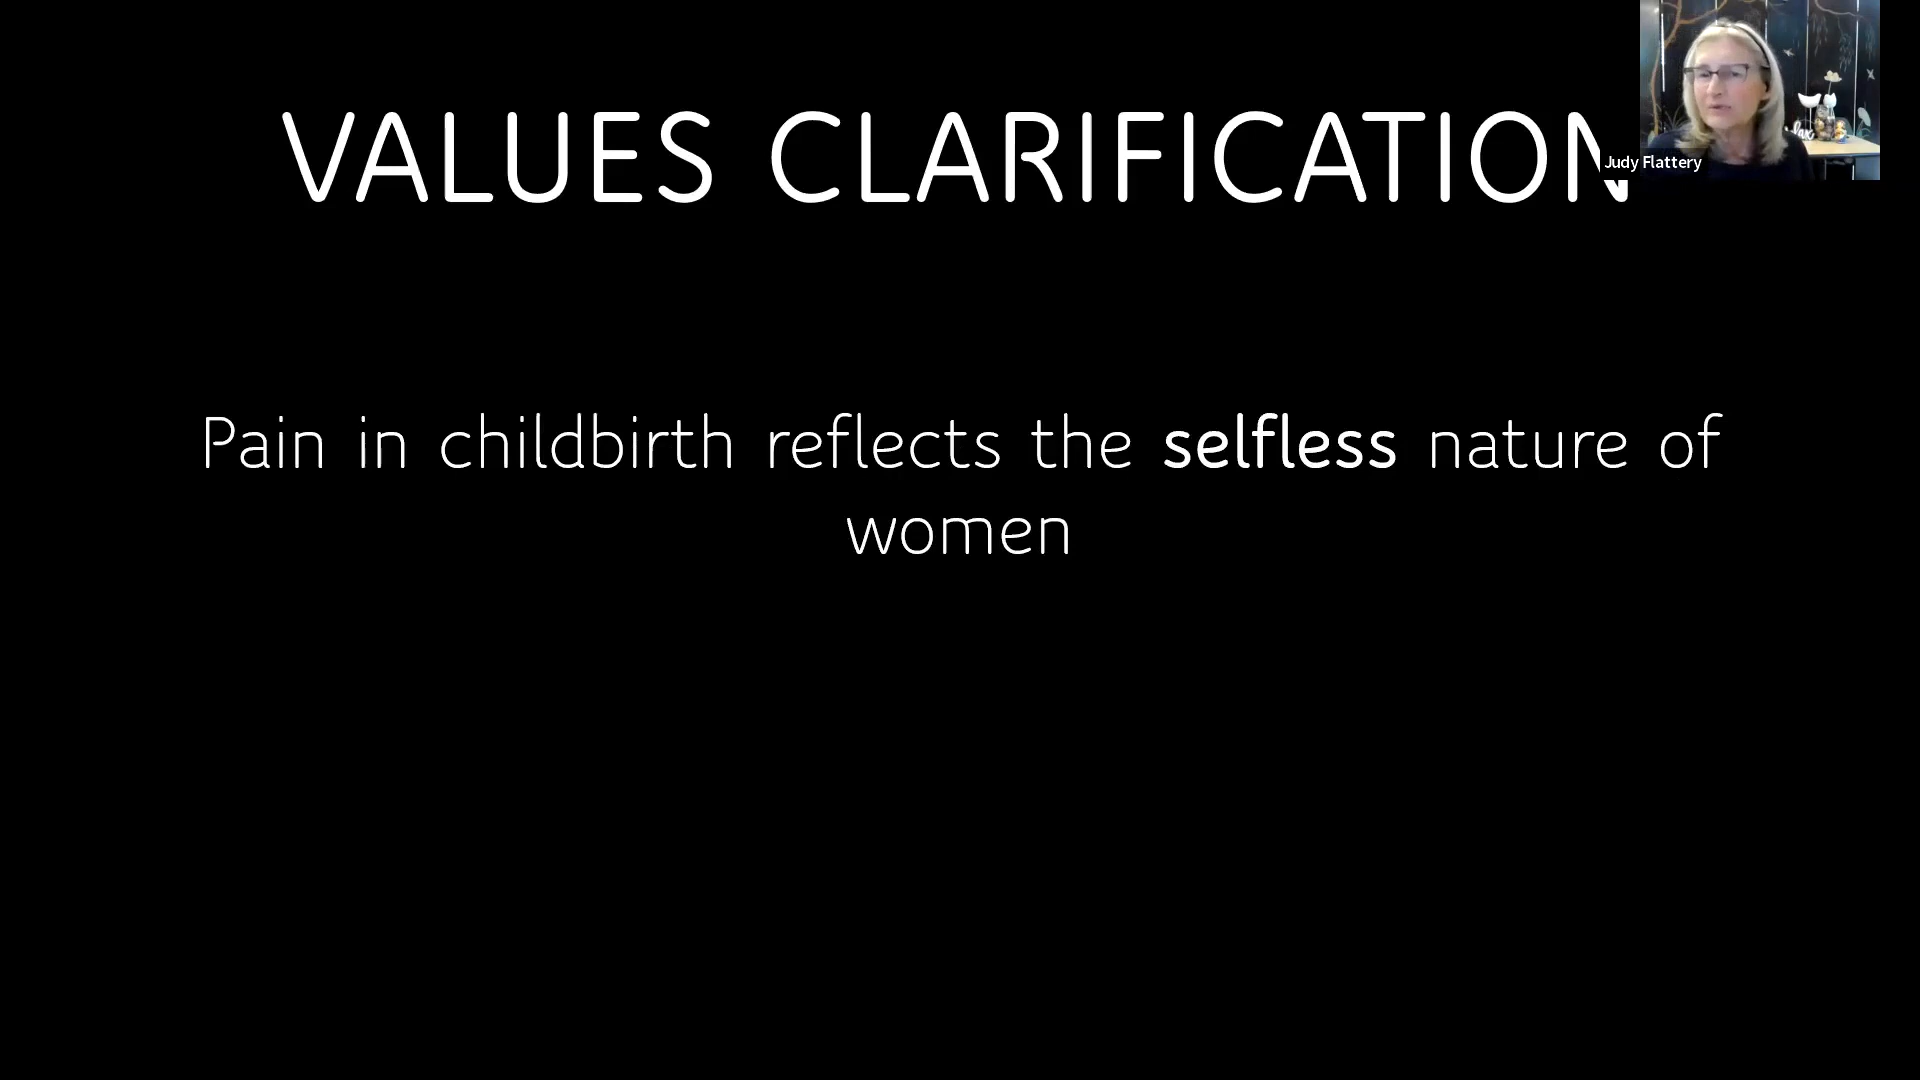 VALUES CLARIFICATION
Judy Flattery
Pain in childbirth reflects the selfless nature of
women